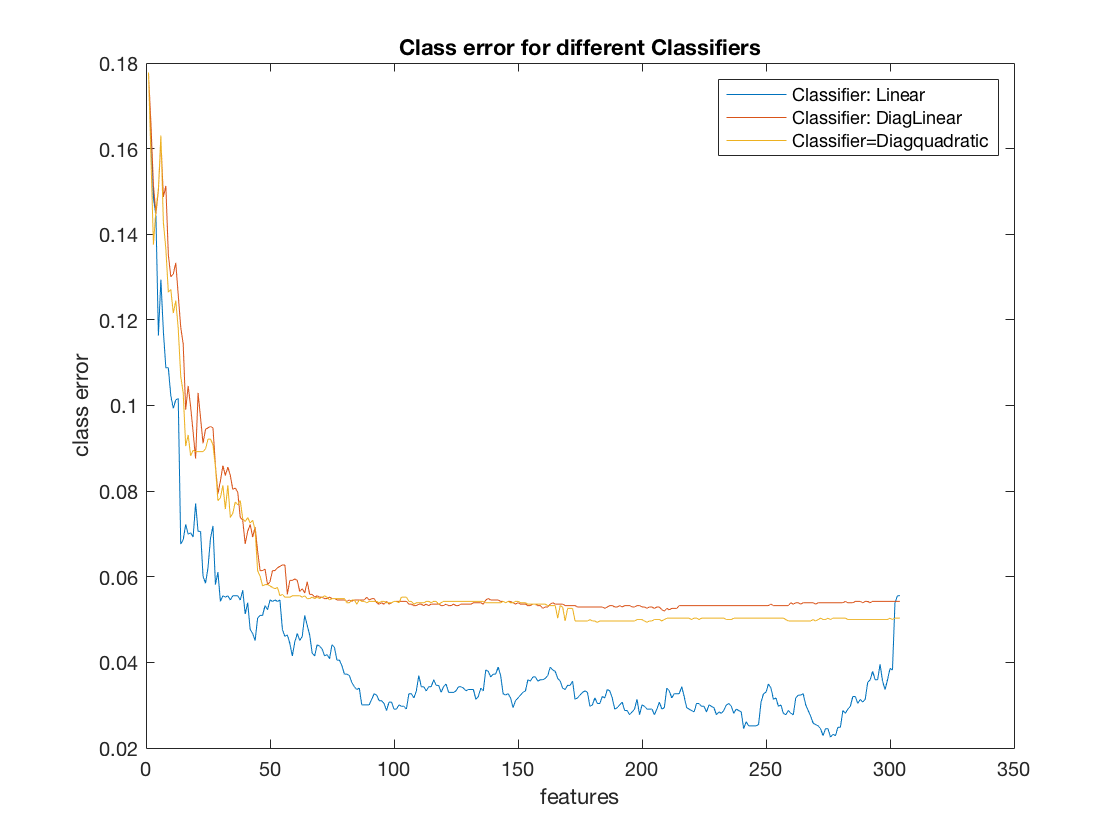 Class error for different Classifiers
0.18
0.16
0.14
0.12
0.1
0.08
0.06
0.04
0.02
class error
Classifier: Linear
Classifier: DiagLinear
Classifier=Diagquadratic
0 50 100 150 200 250 300 350
features